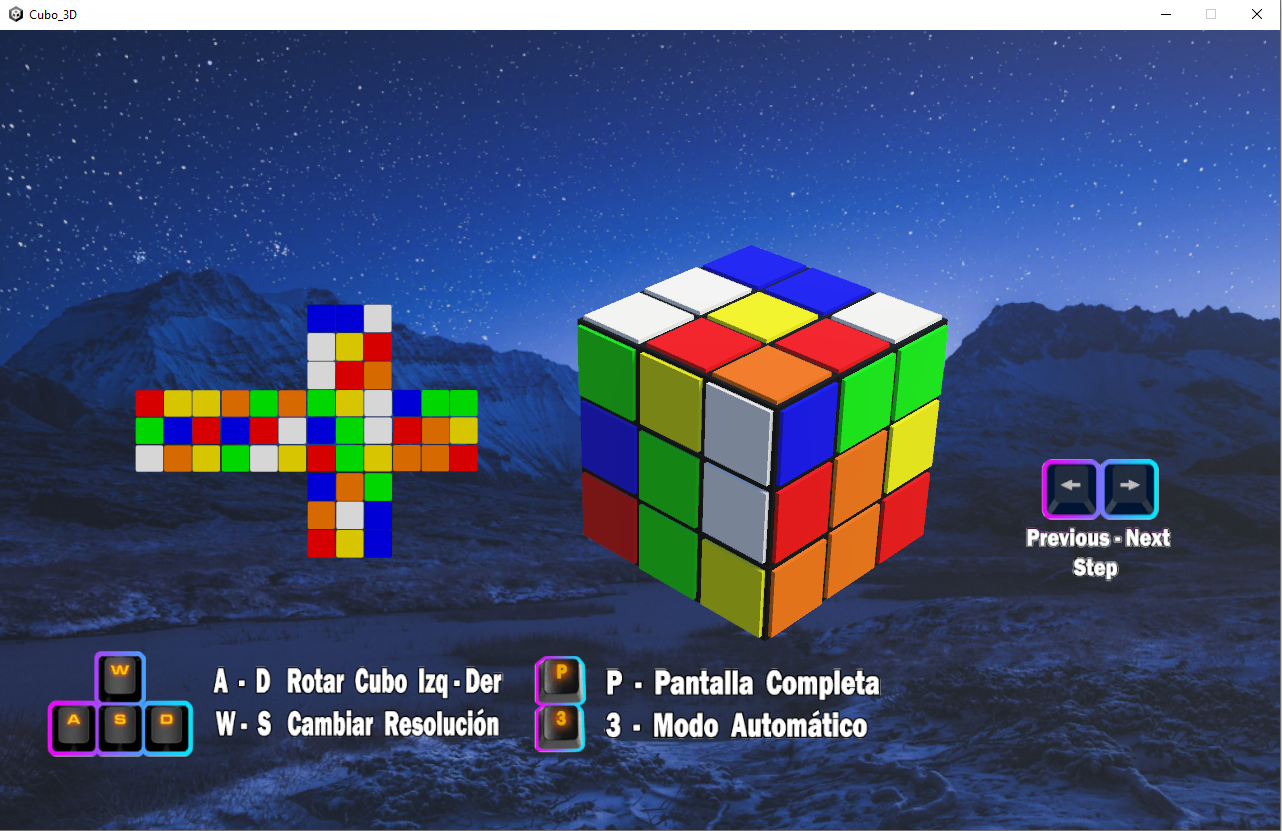 Cubo_3D
Previous - Next
Step
W
A S D
A - D Rotar Cubo Izq - Der
W - S Cambiar Resolución
P
3
P - Pantalla Completa
3 - Modo Automático